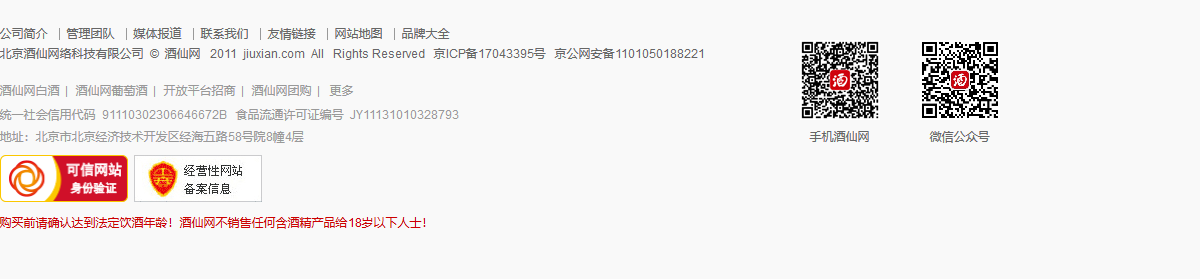 公司简介 | 管理团队 | 媒体报道 | 联系我们 | 友情链接 | 网站地图 | 品牌大全
北京酒仙网络科技有限公司 © 酒仙网 2011 jiuxian.com All Rights Reserved 京ICP备17043395号 京公网安备1101050188221
酒仙网白酒 | 酒仙网葡萄酒 | 开放平台招商 | 酒仙网团购 | 更多
统一社会信用代码 91110302306646672B 食品流通许可证编号 JY11131010328793
地址：北京市北京经济技术开发区经海五路58号院8幢4层
可信网站
身份验证
经营性网站
备案信息
购买前请确认达到法定饮酒年龄！酒仙网不销售任何含酒精产品给18岁以下人士！
酒
手机酒仙网
酒
微信公众号